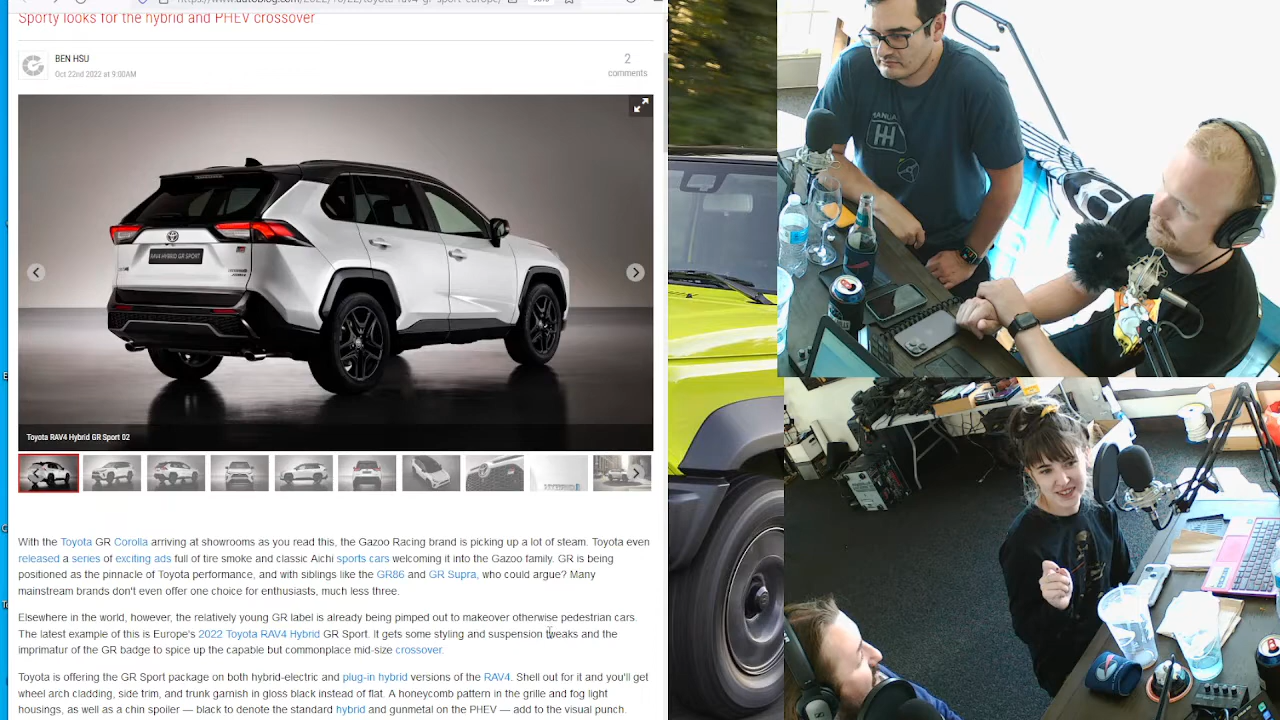 Sporty looks for the hybrid and PHEV crossover
BEN HSU
Oct 22nd 2022 at 9:00AM
2
comments
RAV4 HYBRID GR SPORT
Toyota RAV4 Hybrid GR Sport 02
With the Toyota GR Corolla arriving at showrooms as you read this, the Gazoo Racing brand is picking up a lot of steam. Toyota even
released a series of exciting ads full of tire smoke and classic Aichi sports cars welcoming it into the Gazoo family. GR is being
positioned as the pinnacle of Toyota performance, and with siblings like the GR86 and GR Supra, who could argue? Many
mainstream brands don't even offer one choice for enthusiasts, much less three.
Elsewhere in the world, however, the relatively young GR label is already being pimped out to makeover otherwise pedestrian cars.
The latest example of this is Europe's 2022 Toyota RAV4 Hybrid GR Sport. It gets some styling and suspension tweaks and the
imprimatur of the GR badge to spice up the capable but commonplace mid-size crossover.
Toyota is offering the GR Sport package on both hybrid-electric and plug-in hybrid versions of the RAV4. Shell out for it and you'll get
wheel arch cladding, side trim, and trunk garnish in gloss black instead of flat. A honeycomb pattern in the grille and fog light
housings, as well as a chin spoiler — black to denote the standard hybrid and gunmetal on the PHEV — add to the visual punch.
MANUAL